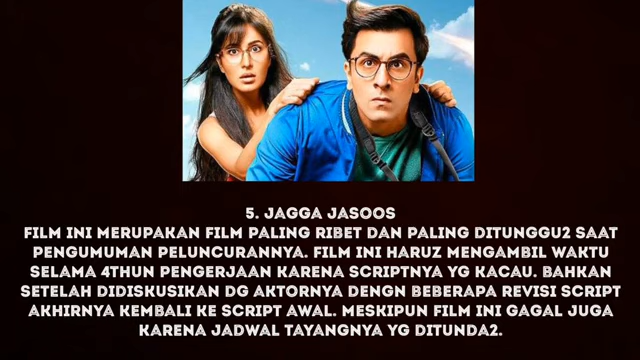 5. JAGGA JASOOS
FILM INI MERUPAKAN FILM PALING RIBET DAN PALING DITUNGGU2 SAAT
PENGUMUMAN PELUNCURANNYA. FILM INI HARUZ MENGAMBIL WAKTU
SELAMA 4THUN PENGERJAAN KARENA SCRIPTNYA YG KACAU. BAHKAN
SETELAH DIDISKUSIKAN DG AKTORNYA DENGN BEBERAPA REVISI SCRIPT
AKHIRNYA KEMBALI KE SCRIPT AWAL. MESKIPUN FILM INI GAGAL JUGA
KARENA JADWAL TAYANGNYA YG DITUNDA2.